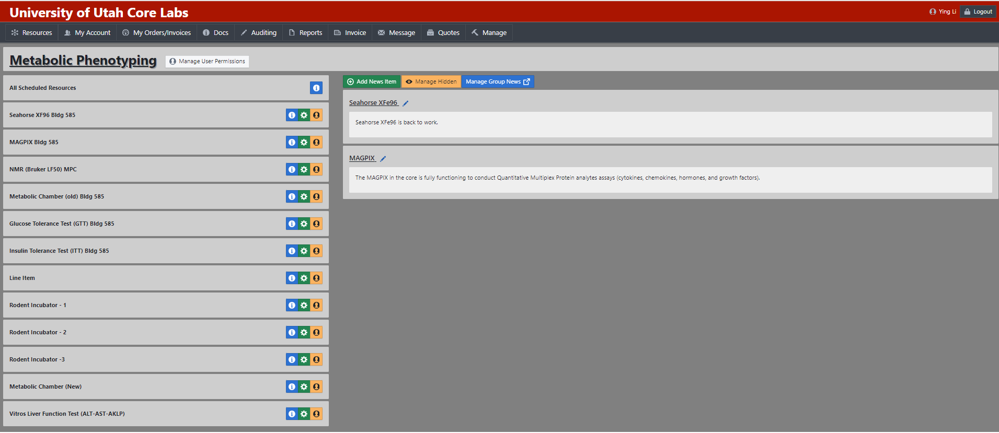 University of Utah Core Labs
Ying Li
Logout
Resources
My Account
My Orders/Invoices
Docs
Auditing
Reports
Invoice
Message
Quotes
Manage
Metabolic Phenotyping
Manage User Permissions
All Scheduled Resources
Seahorse XF96 Bldg 585
MAGPIX Bldg 585
NMR (Bruker LF50) MPC
Metabolic Chamber (old) Bldg 585
Glucose Tolerance Test (GTT) Bldg 585
Insulin Tolerance Test (ITT) Bldg 585
Line Item
Rodent Incubator - 1
Rodent Incubator - 2
Rodent Incubator -3
Metabolic Chamber (New)
Vitros Liver Function Test (ALT-AST-AKLP)
Add News Item
Manage Hidden
Manage Group News
Seahorse XFe96
Seahorse XFe96 is back to work.
MAGPIX
The MAGPIX in the core is fully functioning to conduct Quantitative Multiplex Protein analytes assays (cytokines, chemokines, hormones, and growth factors).